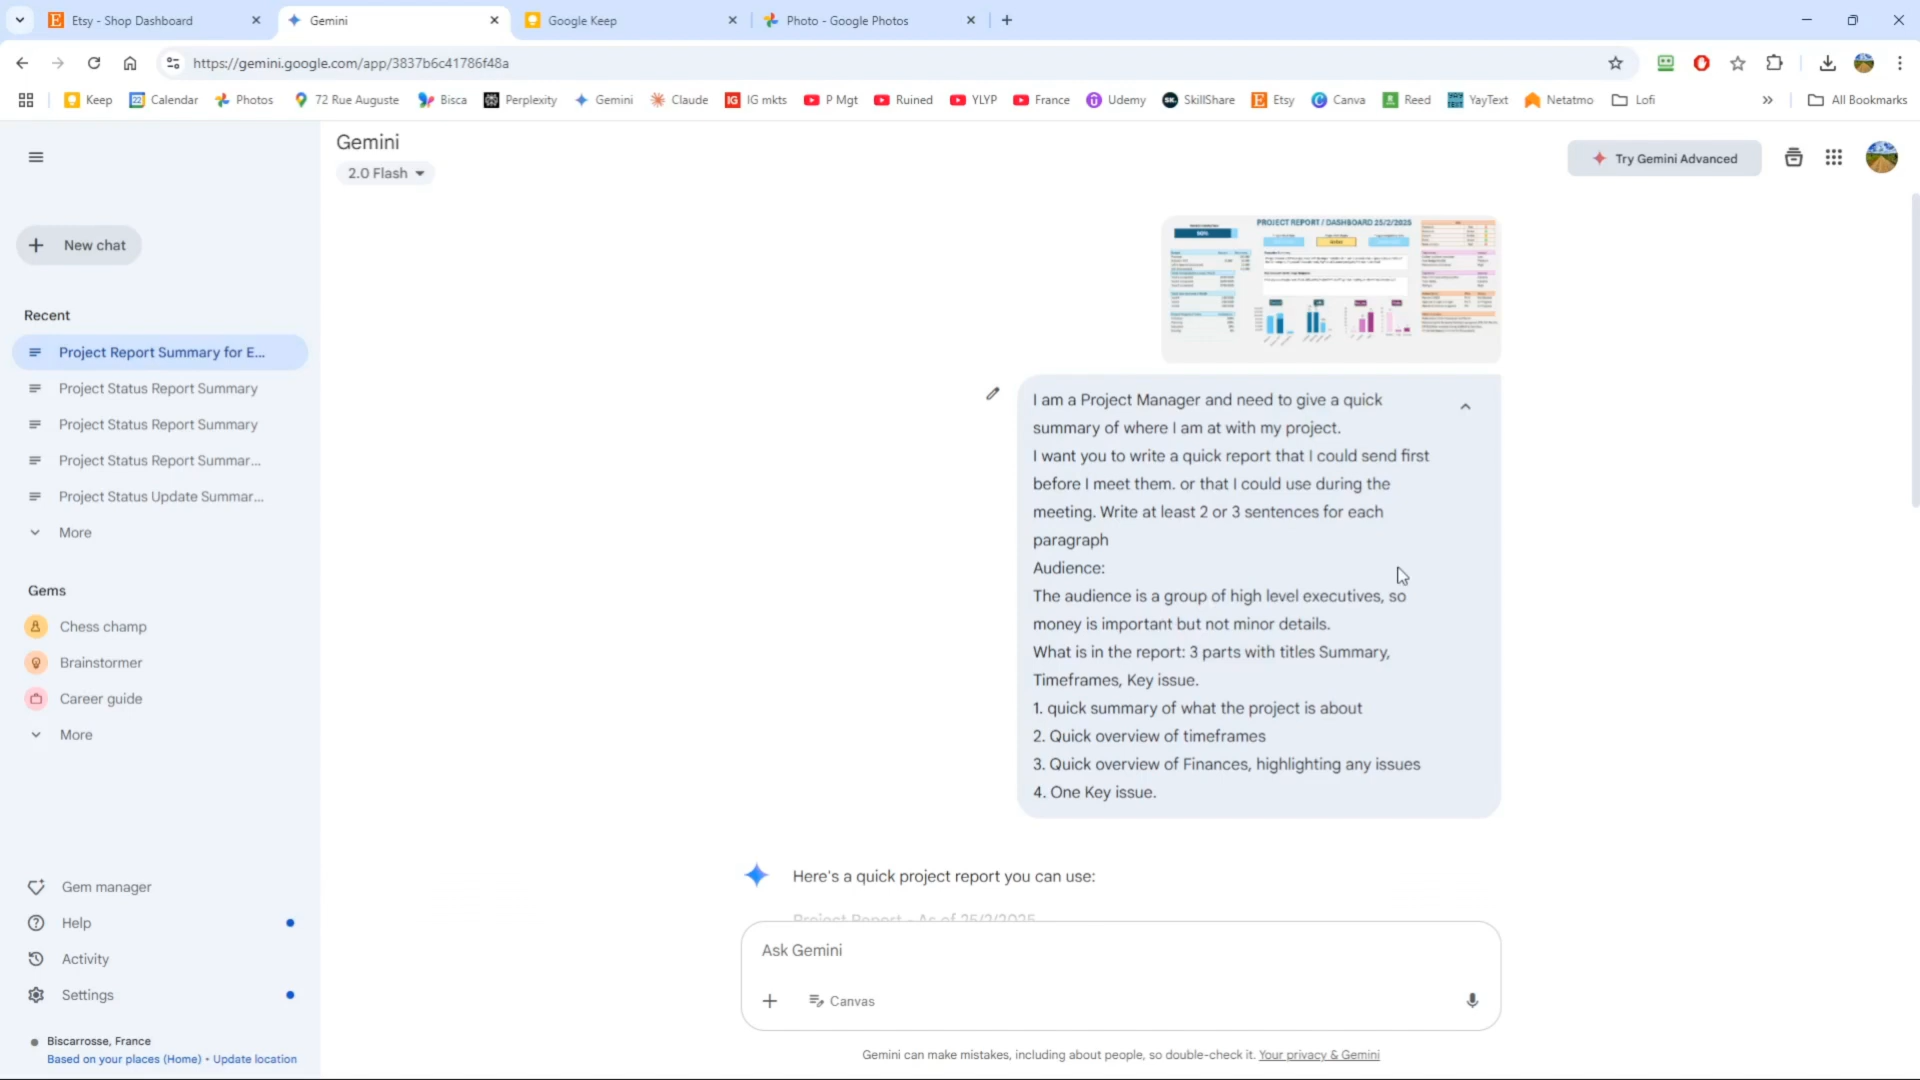 Etsy - Shop Dashboard
Gemini
Google Keep
Photo - Google Photos
https://gemini.google.com/app/3837b6c41786f48a
Keep
Calendar
Photos
72 Rue Auguste
Bisca
Perplexity
Gemini
Claude
IG mkts
P Mgt
Ruined
YLYP
France
Udemy
SkillShare
Etsy
Canva
Reed
YayText
Netatmo
Lofi
All Bookmarks
Gemini
2.0 Flash
Try Gemini Advanced
New chat
Recent
Project Report Summary for E...
Project Status Report Summary
Project Status Report Summary
Project Status Report Summar...
Project Status Update Summar...
More
Gems
Chess champ
Brainstormer
Career guide
More
Gem manager
Help
Activity
Settings
Biscarrosse, France
Based on your places (Home) • Update location
PROJECT REPORT / DASHBOARD 25/2/2025
I am a Project Manager and need to give a quick
summary of where I am at with my project.
I want you to write a quick report that I could send first
before I meet them. or that I could use during the
meeting. Write at least 2 or 3 sentences for each
paragraph
Audience:
The audience is a group of high level executives, so
money is important but not minor details.
What is in the report: 3 parts with titles Summary,
Timeframes, Key issue.
1. quick summary of what the project is about
2. Quick overview of timeframes
3. Quick overview of Finances, highlighting any issues
4. One Key issue.
Here's a quick project report you can use:
Project Report - As of 25/2/2025
Ask Gemini
Canvas
Gemini can make mistakes, including about people, so double-check it. Your privacy & Gemini